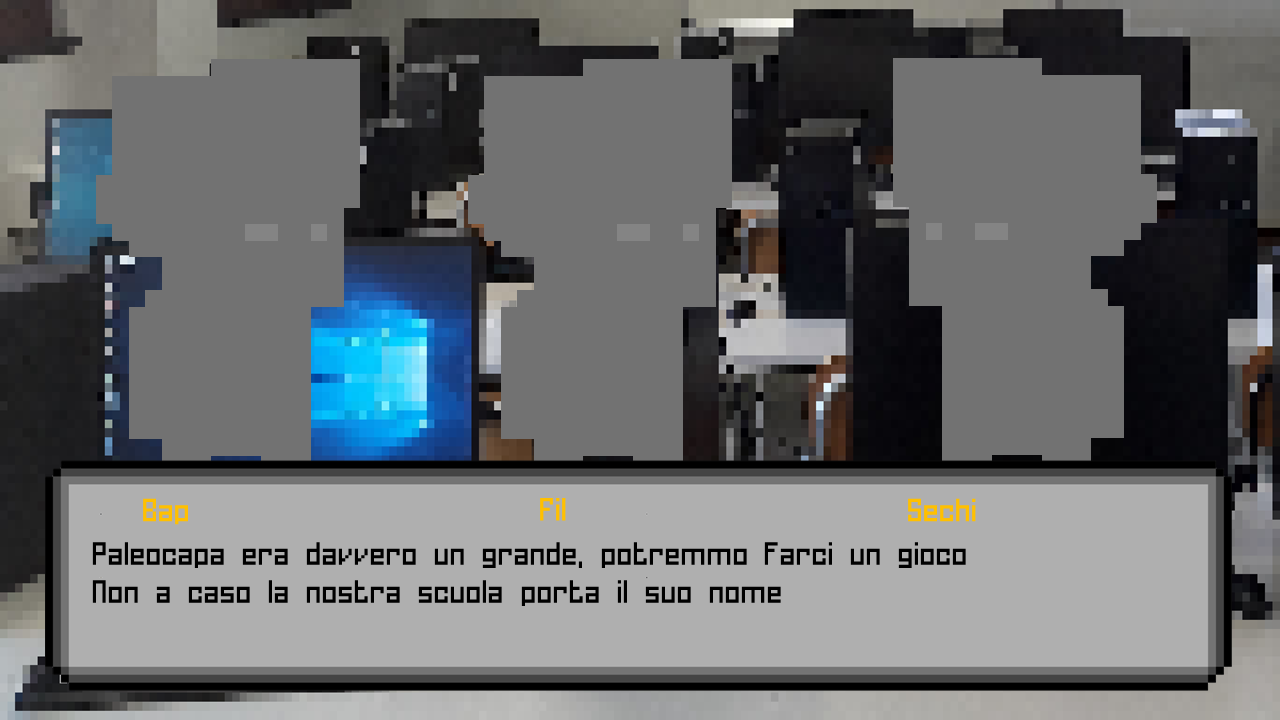 Bap Fil Sechi
Paleocapa era davvero un grande, potremmo farci un gioco
Non a caso la nostra scuola porta il suo nome